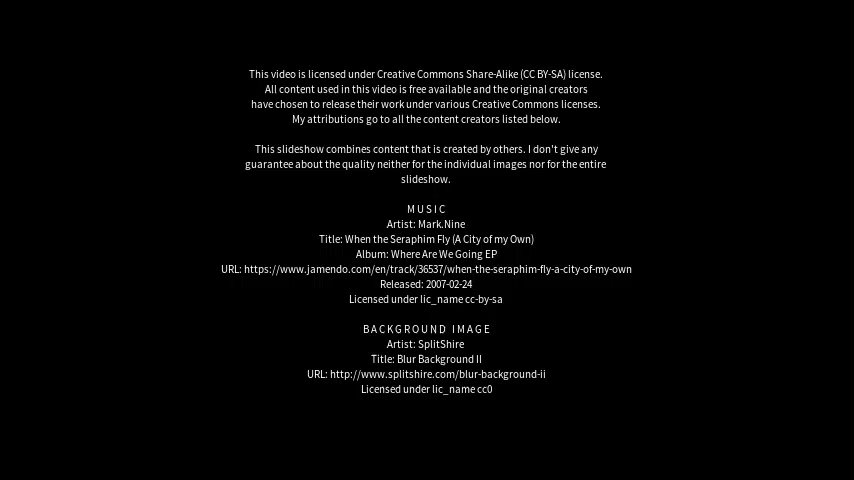 This video is licensed under Creative Commons Share-Alike (CC BY-SA) license.
All content used in this video is free available and the original creators
have chosen to release their work under various Creative Commons licenses.
My attributions go to all the content creators listed below.
This slideshow combines content that is created by others. I don't give any
guarantee about the quality neither for the individual images nor for the entire
slideshow.
MUSIC
Artist: Mark.Nine
Title: When the Seraphim Fly (A City of my Own)
Album: Where Are We Going EP
URL: https://www.jamendo.com/en/track/36537/when-the-seraphim-fly-a-city-of-my-own
Released: 2007-02-24
Licensed under lic_name cc-by-sa
BACKGROUND IMAGE
Artist: SplitShire
Title: Blur Background II
URL: http://www.splitshire.com/blur-background-ii
Licensed under lic_name cc0